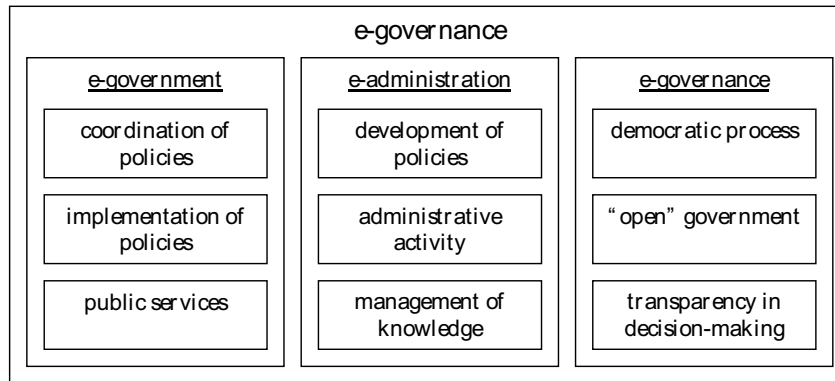 e-governance
e-government
coordination of
policies
implementation of
policies
public services
e-administration
development of
policies
administrative
activity
management of
knowledge
e-governance
democratic process
“open” government
transparency in
decision-making